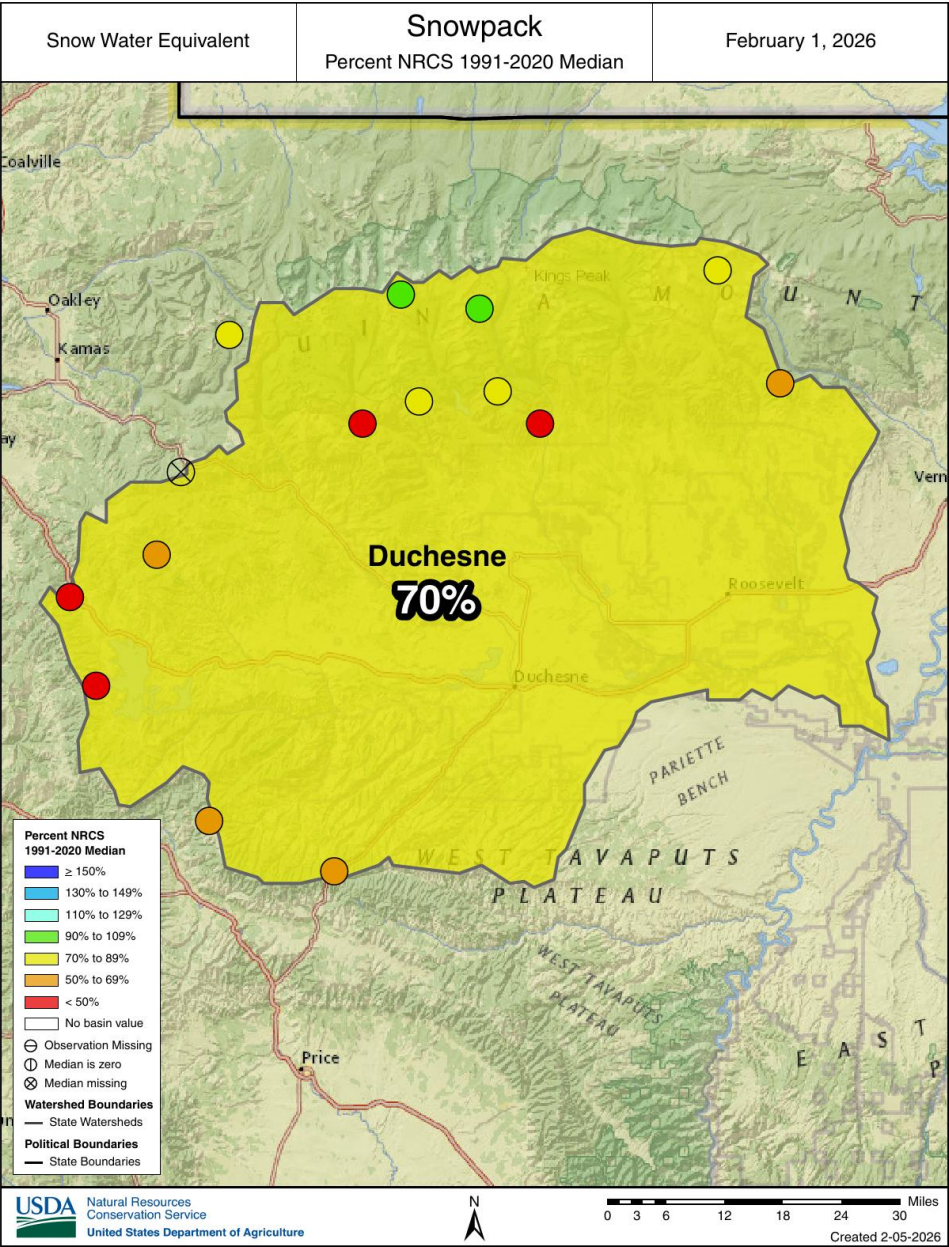 Snow Water Equivalent
Snowpack
Percent NRCS 1991-2020 Median
February 1, 2026
Coalville
Oakley
Kamas
ay
Kings Peak
U I N A M O U N T
Vern
Duchesne
70%
Roosevelt
Duchesne
PARIETTE
BENCH
WEST TAVAPUTS
PLATEAU
WEST TAVAPUTS
PLATEAU
E A S T
P
Price
un
Percent NRCS
1991-2020 Median
≥ 150%
130% to 149%
110% to 129%
90% to 109%
70% to 89%
50% to 69%
< 50%
No basin value
Observation Missing
Median is zero
Median missing
Watershed Boundaries
State Watersheds
Political Boundaries
State Boundaries
USDA
Natural Resources
Conservation Service
United States Department of Agriculture
N
0 3 6 12 18 24 30 Miles
Created 2-05-2026